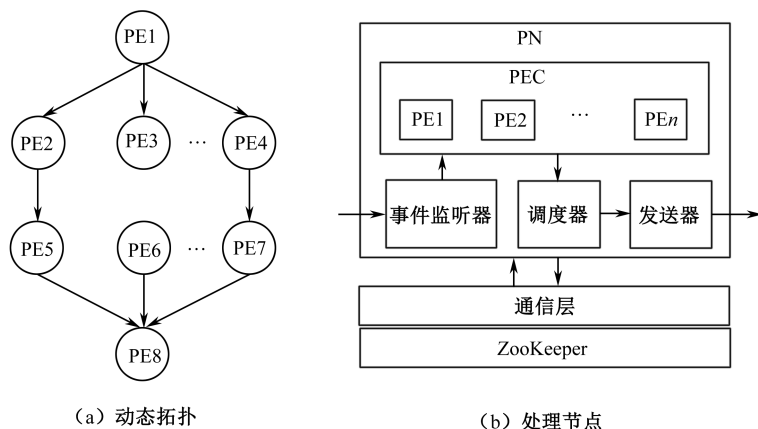 PE1
PE2
PE3
…
PE4
PE5
PE6
…
PE7
PE8
(a) 动态拓扑
PN
PEC
PE1
PE2
…
PEn
事件监听器
调度器
发送器
通信层
ZooKeeper
(b) 处理节点